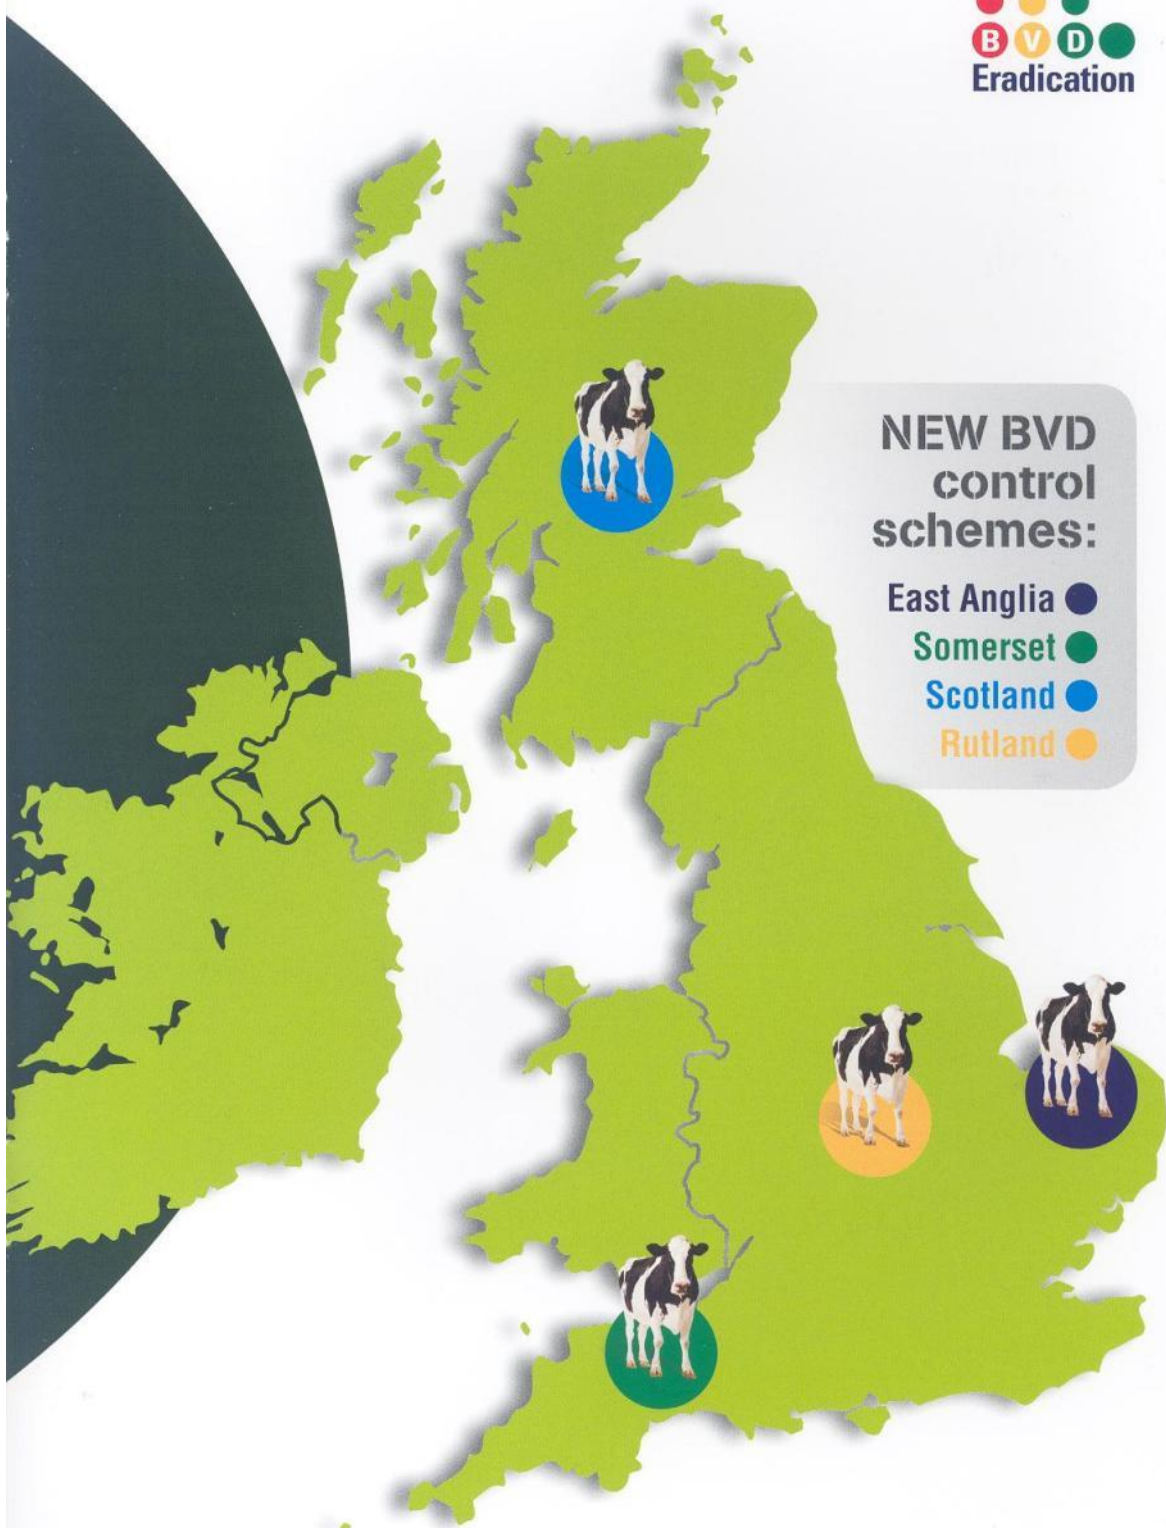 BVD
Eradication
NEW BVD
control
schemes:
East Anglia
Somerset
Scotland
Rutland